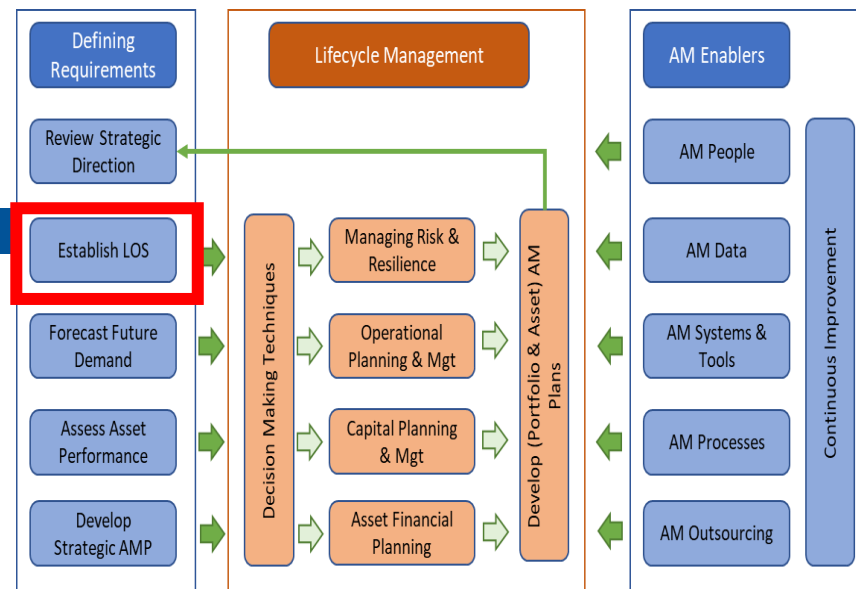 Defining
Requirements
Lifecycle Management
AM Enablers
Review Strategic
Direction
AM People
Establish LOS
Managing Risk &
Resilience
AM Data
Forecast Future
Demand
Operational
Planning & Mgt
AM Systems &
Tools
Assess Asset
Performance
Capital Planning
& Mgt
AM Processes
Develop
Strategic AMP
Asset Financial
Planning
AM Outsourcing
Decision Making Techniques
Develop (Portfolio & Asset) AM
Plans
Continuous Improvement